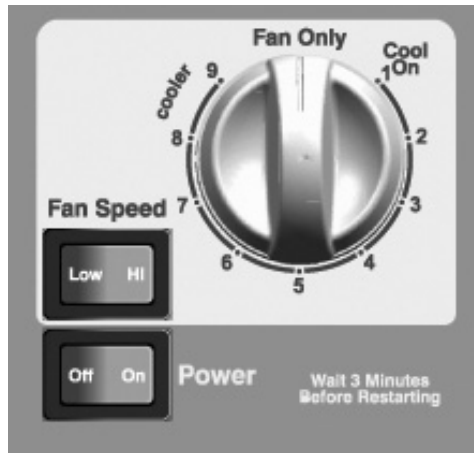 Fan Only
Cool
On
1
2
3
4
5
6
7
8
9
cooler
Fan Speed
Low HI
Off On
Power
Wait 3 Minutes
Before Restarting